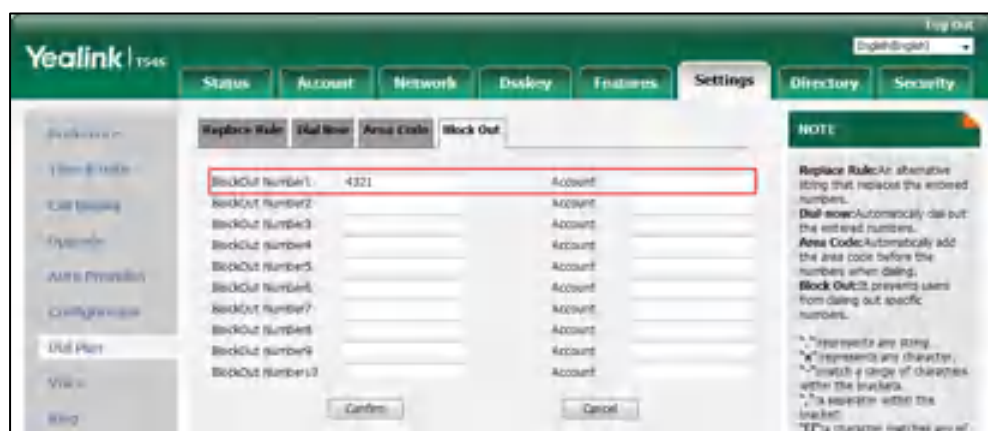 Log Out
English(English)
Yealink T54S
Status Account Network Dsskey Features Settings Directory Security
Preference
Replace Rule Dial Now Area Code Block Out
NOTE
Time & Date
Call Display
Upgrade
Auto Provision
Configuration
Dial Plan
Voice
Ring
BlockOut Number1 4321 Account
BlockOut Number2 Account
BlockOut Number3 Account
BlockOut Number4 Account
BlockOut Number5 Account
BlockOut Number6 Account
BlockOut Number7 Account
BlockOut Number8 Account
BlockOut Number9 Account
BlockOut Number10 Account
Confirm Cancel
Replace Rule:An alternative
string that replaces the entered
numbers.
Dial-now:Automatically dial out
the entered numbers.
Area Code:Automatically add
the area code before the
numbers when dialing.
Block Out:It prevents users
from dialing out specific
numbers.
"."represents any string.
"x"represents any character.
"-"match a range of characters
within the brackets.
","a separator within the
bracket.
"[]"a character matches any of